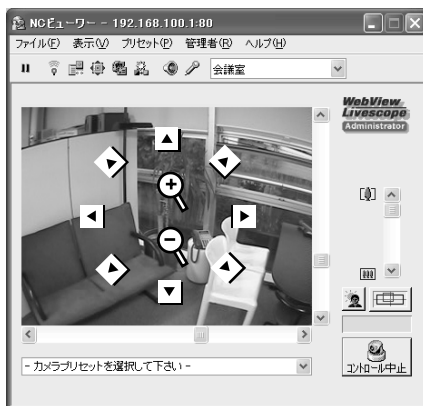 NCビューワー - 192.168.100.1:80
ファイル(F) 表示(V) プリセット(P) 管理者(R) ヘルプ(H)
会議室
WebView
Livescope
Administrator
- カメラプリセットを選択して下さい -
コントロール中止